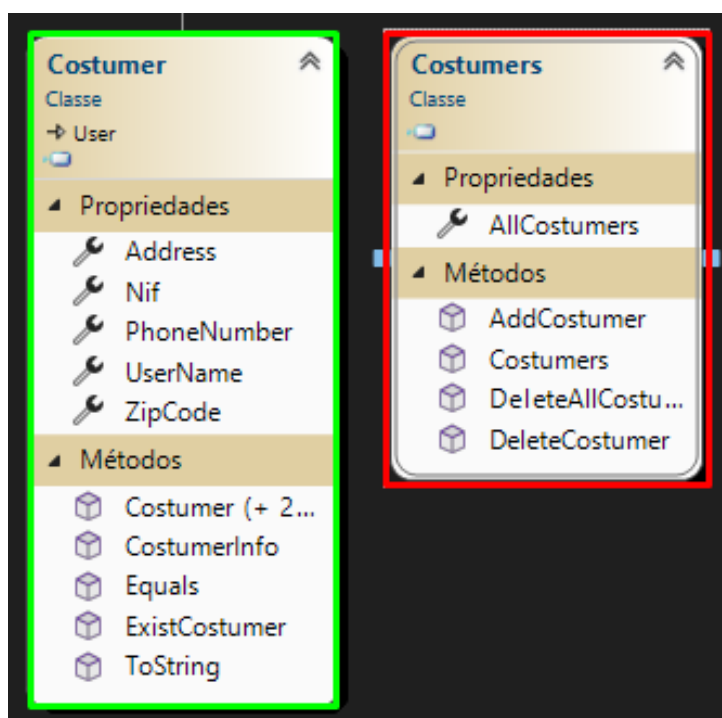 Costumer
Classe
User
Propriedades
Address
Nif
PhoneNumber
UserName
ZipCode
Métodos
Costumer (+ 2...
CostumerInfo
Equals
ExistCostumer
ToString
Costumers
Classe
Propriedades
AllCostumers
Métodos
AddCostumer
Costumers
DeleteAllCostu...
DeleteCostumer